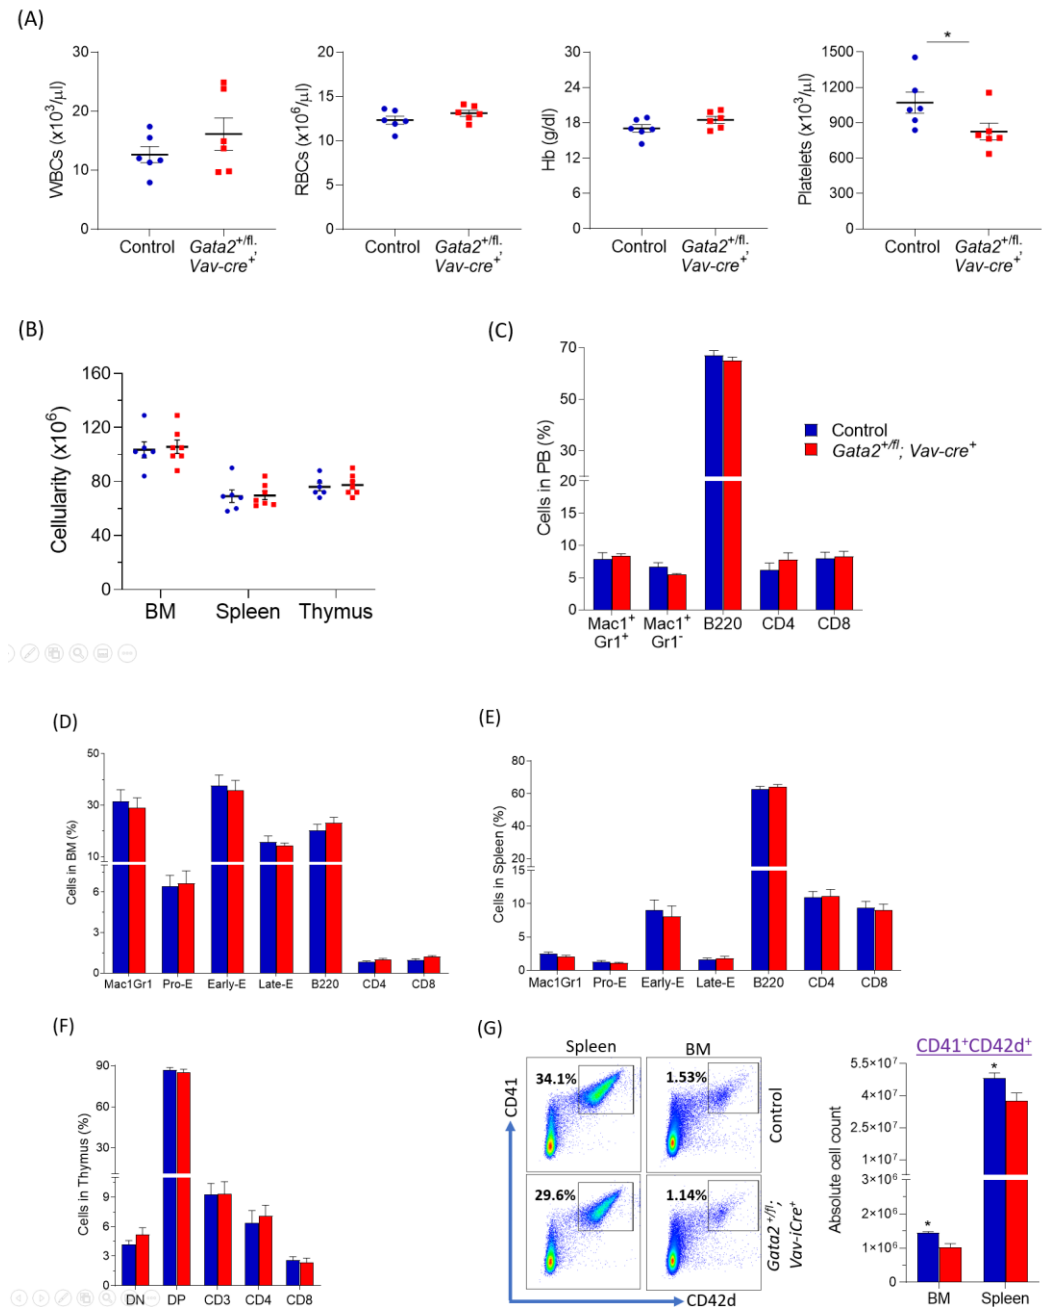 (A)
WBCs (x10³/µl)
30
20
10
0
Control
Gata2+/fl;
Vav-cre+
RBCs (x10⁶/µl)
20
15
10
5
0
Control
Gata2+/fl;
Vav-cre+
Hb (g/dl)
30
24
18
12
6
0
Control
Gata2+/fl;
Vav-cre+
Platelets (x10³/µl)
1500
1200
900
600
300
0
*
Control
Gata2+/fl;
Vav-cre+
(B)
Cellularity (x10⁶)
160
120
80
40
0
BM Spleen Thymus
(C)
Cells in PB (%)
70
50
30
20
15
10
5
0
Mac1+ Mac1+ B220 CD4 CD8
Gr1+ Gr1-
Control
Gata2+/fl; Vav-cre+
(D)
Cells in BM (%)
50
30
10
6
3
0
Mac1Gr1 Pro-E Early-E Late-E B220 CD4 CD8
(E)
Cells in Spleen (%)
80
60
40
20
15
10
5
0
Mac1Gr1 Pro-E Early-E Late-E B220 CD4 CD8
(F)
Cells in Thymus (%)
90
60
30
9
6
3
0
DN DP CD3 CD4 CD8
(G)
Spleen BM
CD41
34.1%
1.53%
Control
29.6%
1.14%
Gata2+/fl;
Vav-iCre+
CD42d
CD41+CD42d+
Absolute cell count
5.5×10⁷
4×10⁷
2.5×10⁷
1×10⁷
3×10⁶
2×10⁶
1×10⁶
0
*
*
BM Spleen